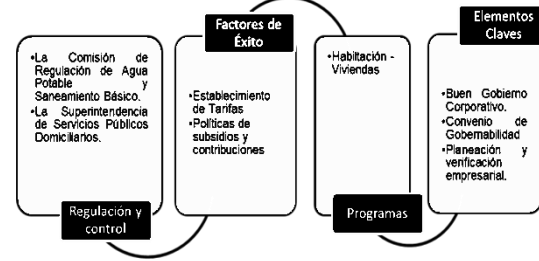 •La Comisión de
Regulación de Agua
Potable y
Saneamiento Básico.
•La Superintendencia
de Servicios Públicos
Domiciliarios.
Regulación y
control
Factores de
Éxito
•Establecimiento
de Tarifas
•Políticas de
subsidios y
contribuciones
•Habitación -
Viviendas
Programas
Elementos
Claves
•Buen Gobierno
Corporativo.
•Convenio de
Gobernabilidad
•Planeación y
verificación
empresarial.